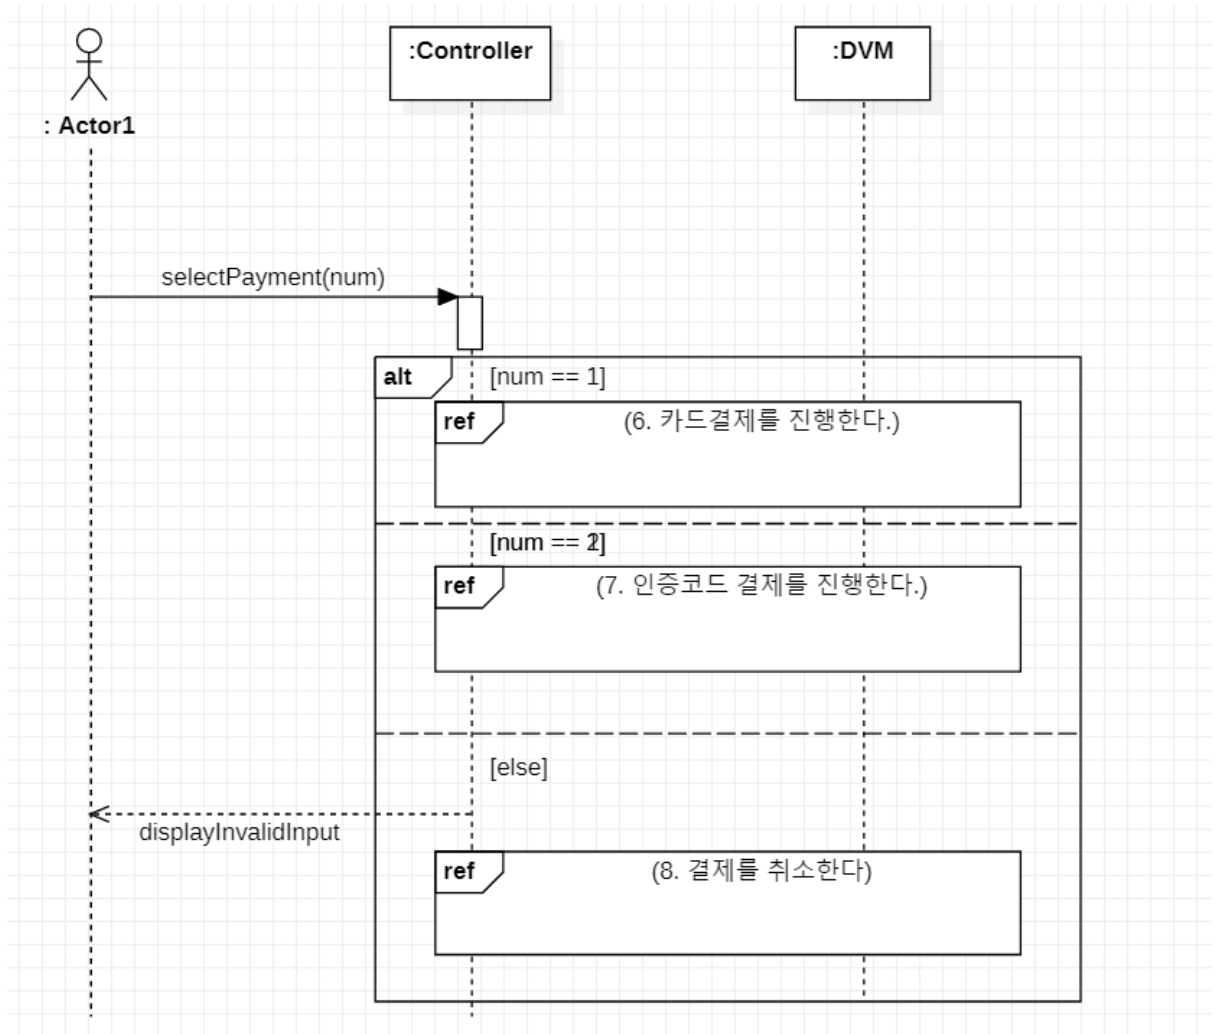 :Controller
:DVM
: Actor1
selectPayment(num)
alt
[num == 1]
ref
(6. 카드결제를 진행한다.)
[num == 2]
ref
(7. 인증코드 결제를 진행한다.)
[else]
displayInvalidInput
ref
(8. 결제를 취소한다)